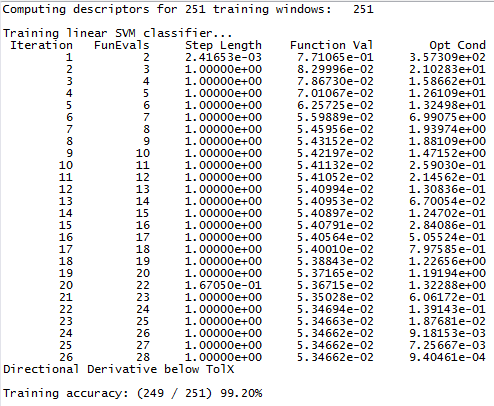 Computing descriptors for 251 training windows: 251
Training linear SVM classifier...
Iteration FunEvals Step Length Function Val Opt Cond
1 2 2.41653e-03 7.71065e-01 3.57309e+02
2 3 1.00000e+00 8.29996e-02 2.10283e+01
3 4 1.00000e+00 7.86730e-02 1.58662e+01
4 5 1.00000e+00 7.01067e-02 1.26109e+01
5 6 1.00000e+00 6.25725e-02 1.32498e+01
6 7 1.00000e+00 5.59889e-02 6.99075e+00
7 8 1.00000e+00 5.45956e-02 1.93974e+00
8 9 1.00000e+00 5.43152e-02 1.88109e+00
9 10 1.00000e+00 5.42197e-02 1.47152e+00
10 11 1.00000e+00 5.41132e-02 2.59030e-01
11 12 1.00000e+00 5.41052e-02 2.14562e-01
12 13 1.00000e+00 5.40994e-02 1.30836e-01
13 14 1.00000e+00 5.40953e-02 6.70054e-02
14 15 1.00000e+00 5.40897e-02 1.24702e-01
15 16 1.00000e+00 5.40791e-02 2.84086e-01
16 17 1.00000e+00 5.40564e-02 5.05524e-01
17 18 1.00000e+00 5.40010e-02 7.97585e-01
18 19 1.00000e+00 5.38843e-02 1.22656e+00
19 20 1.00000e+00 5.37165e-02 1.19194e+00
20 22 1.67050e-01 5.36715e-02 1.32288e+00
21 23 1.00000e+00 5.35028e-02 6.06172e-01
22 24 1.00000e+00 5.34694e-02 1.39143e-01
23 25 1.00000e+00 5.34663e-02 1.87681e-02
24 26 1.00000e+00 5.34662e-02 9.18153e-03
25 27 1.00000e+00 5.34662e-02 7.25667e-03
26 28 1.00000e+00 5.34662e-02 9.40461e-04
Directional Derivative below TolX
Training accuracy: (249 / 251) 99.20%